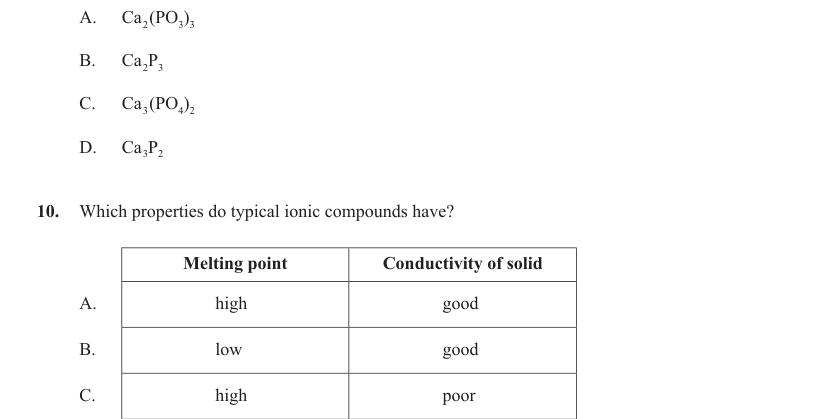 A. Ca₂(PO₃)₃
B. Ca₂P₃
C. Ca₃(PO₄)₂
D. Ca₃P₂
10. Which properties do typical ionic compounds have?
Melting point Conductivity of solid
A. high good
B. low good
C. high poor